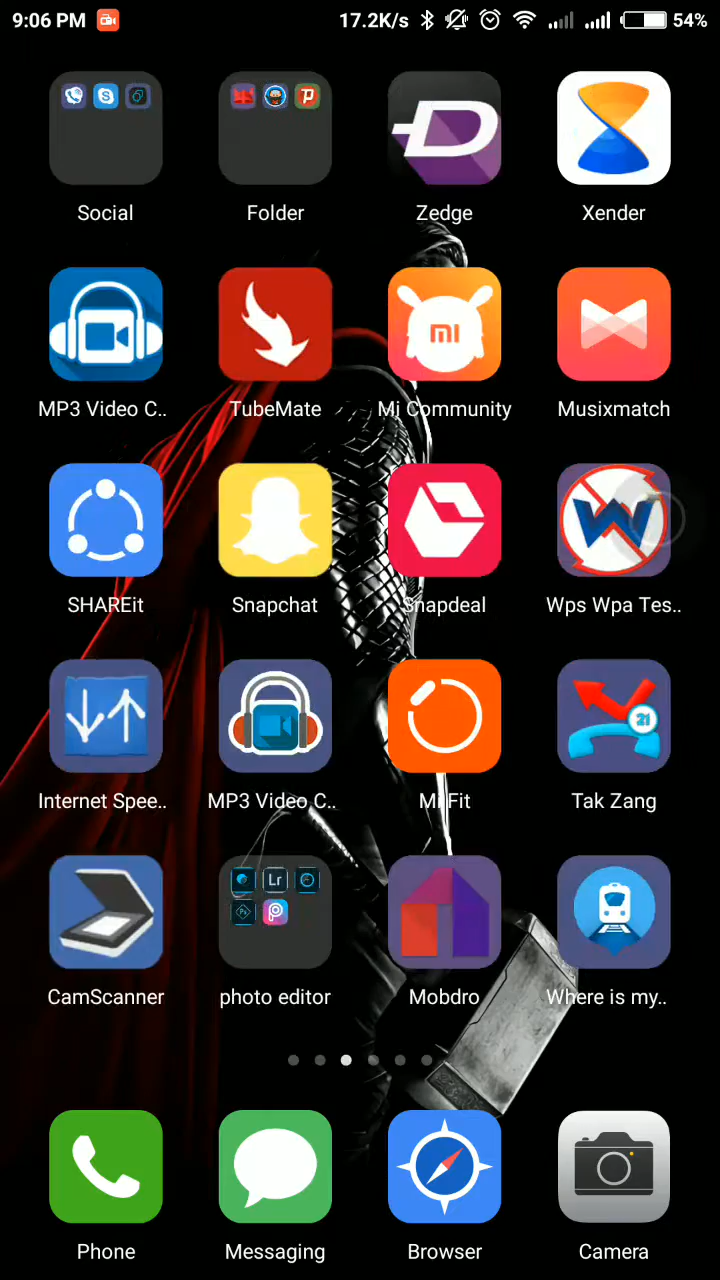 9:06 PM 17.2K/s 54%
Social Folder Zedge Xender
MP3 Video C.. TubeMate Mi Community Musixmatch
SHAREit Snapchat Snapdeal Wps Wpa Tes..
21
Internet Spee.. MP3 Video C.. Mi Fit Tak Zang
Lr
CamScanner photo editor Mobdro Where is my..
Phone Messaging Browser Camera